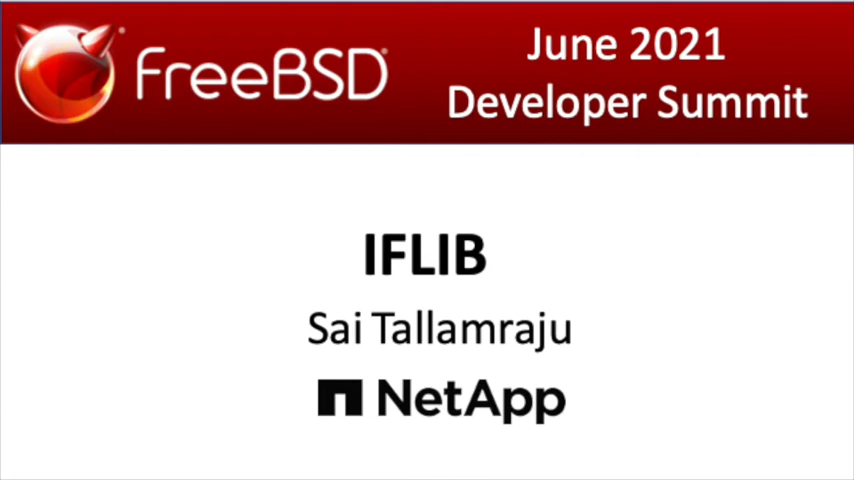 FreeBSD
June 2021
Developer Summit
IFLIB
Sai Tallamraju
NetApp